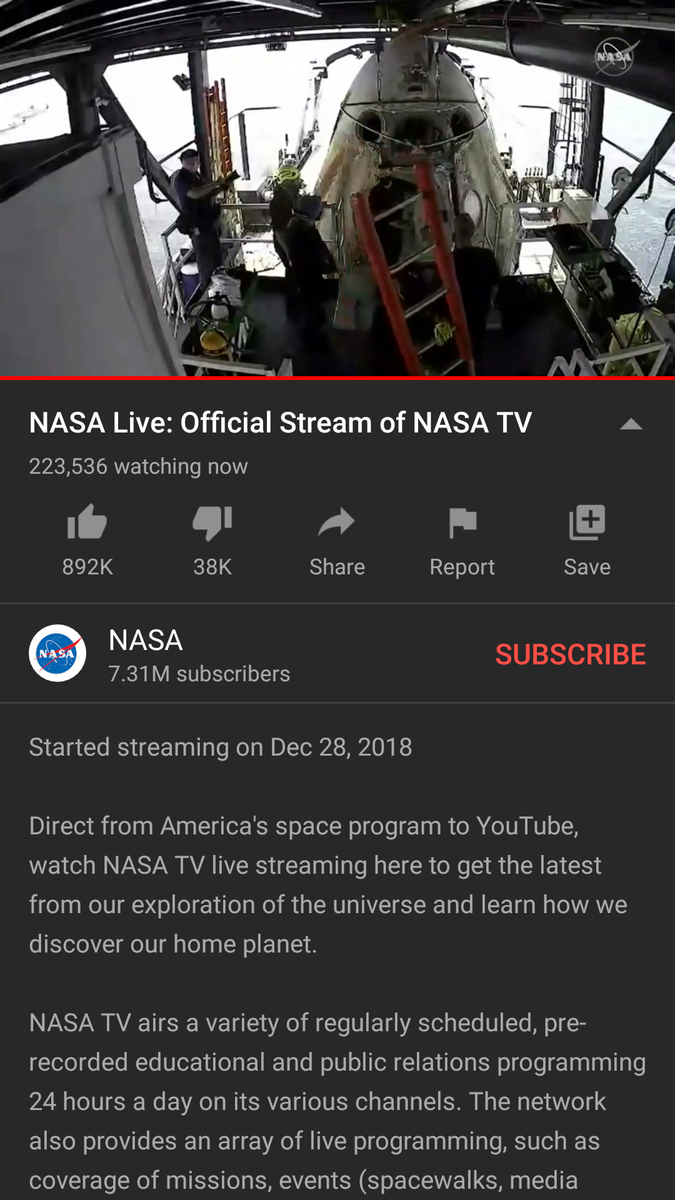 NASA
NASA Live: Official Stream of NASA TV
223,536 watching now
892K
38K
Share
Report
Save
NASA
NASA
7.31M subscribers
SUBSCRIBE
Started streaming on Dec 28, 2018
Direct from America's space program to YouTube,
watch NASA TV live streaming here to get the latest
from our exploration of the universe and learn how we
discover our home planet.
NASA TV airs a variety of regularly scheduled, pre-
recorded educational and public relations programming
24 hours a day on its various channels. The network
also provides an array of live programming, such as
coverage of missions, events (spacewalks, media